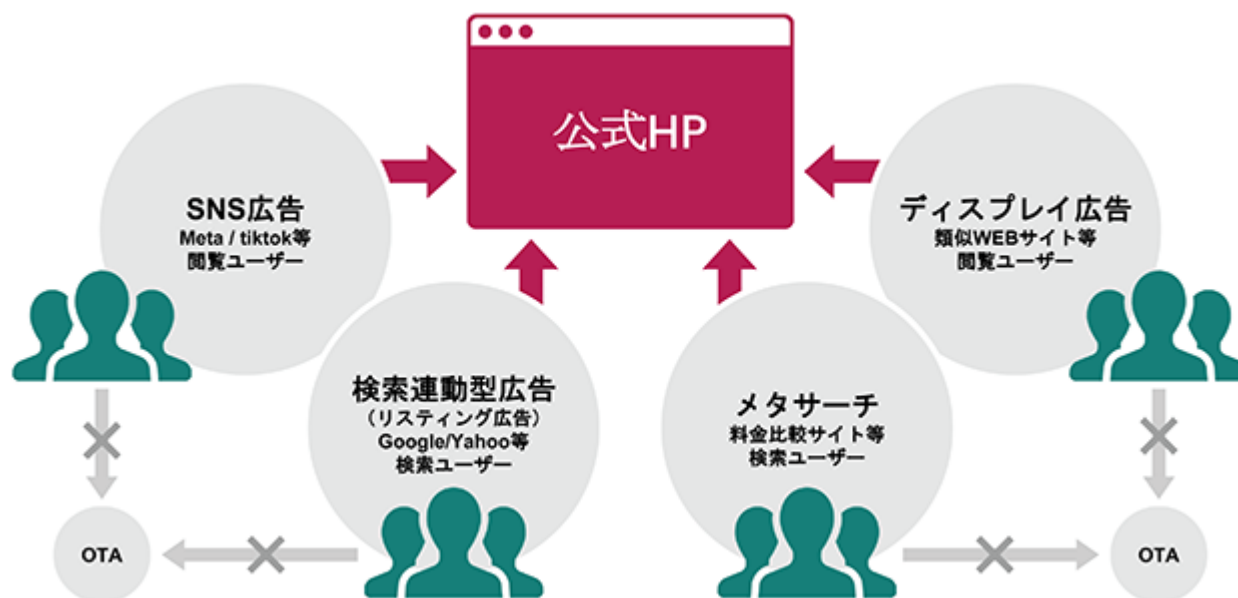 公式HP
SNS広告
Meta / tiktok等
閲覧ユーザー
ディスプレイ広告
類似WEBサイト等
閲覧ユーザー
検索連動型広告
（リスティング広告）
Google/Yahoo等
検索ユーザー
メタサーチ
料金比較サイト等
検索ユーザー
OTA
OTA